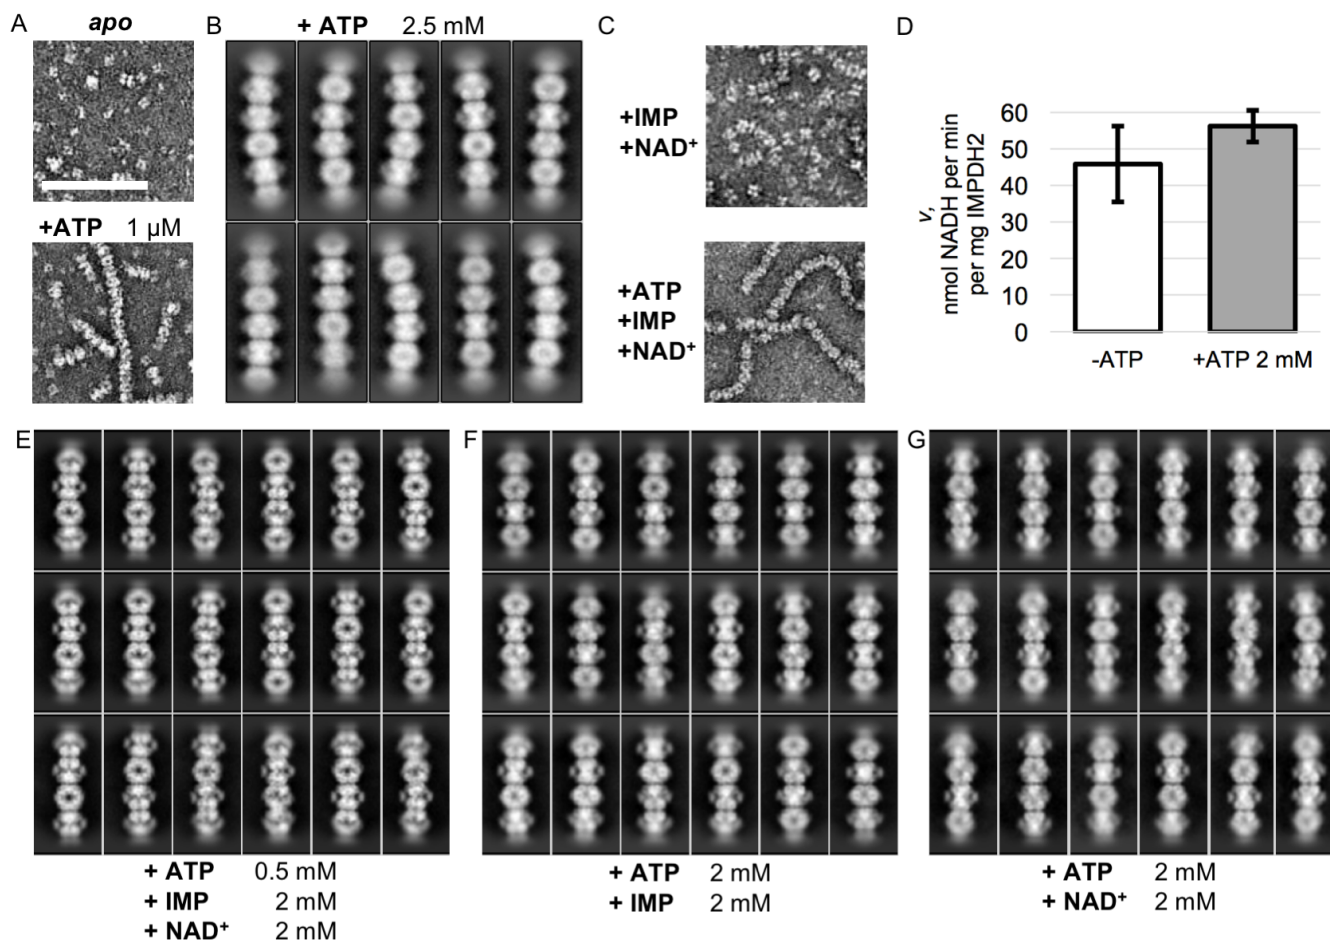 A
apo
+ATP 1 µM
B
+ ATP 2.5 mM
C
+IMP
+NAD⁺
+ATP
+IMP
+NAD⁺
D
v,
nmol NADH per min
per mg IMPDH2
60
50
40
30
20
10
0
-ATP
+ATP 2 mM
E
+ ATP 0.5 mM
+ IMP 2 mM
+ NAD⁺ 2 mM
F
+ ATP 2 mM
+ IMP 2 mM
G
+ ATP 2 mM
+ NAD⁺ 2 mM